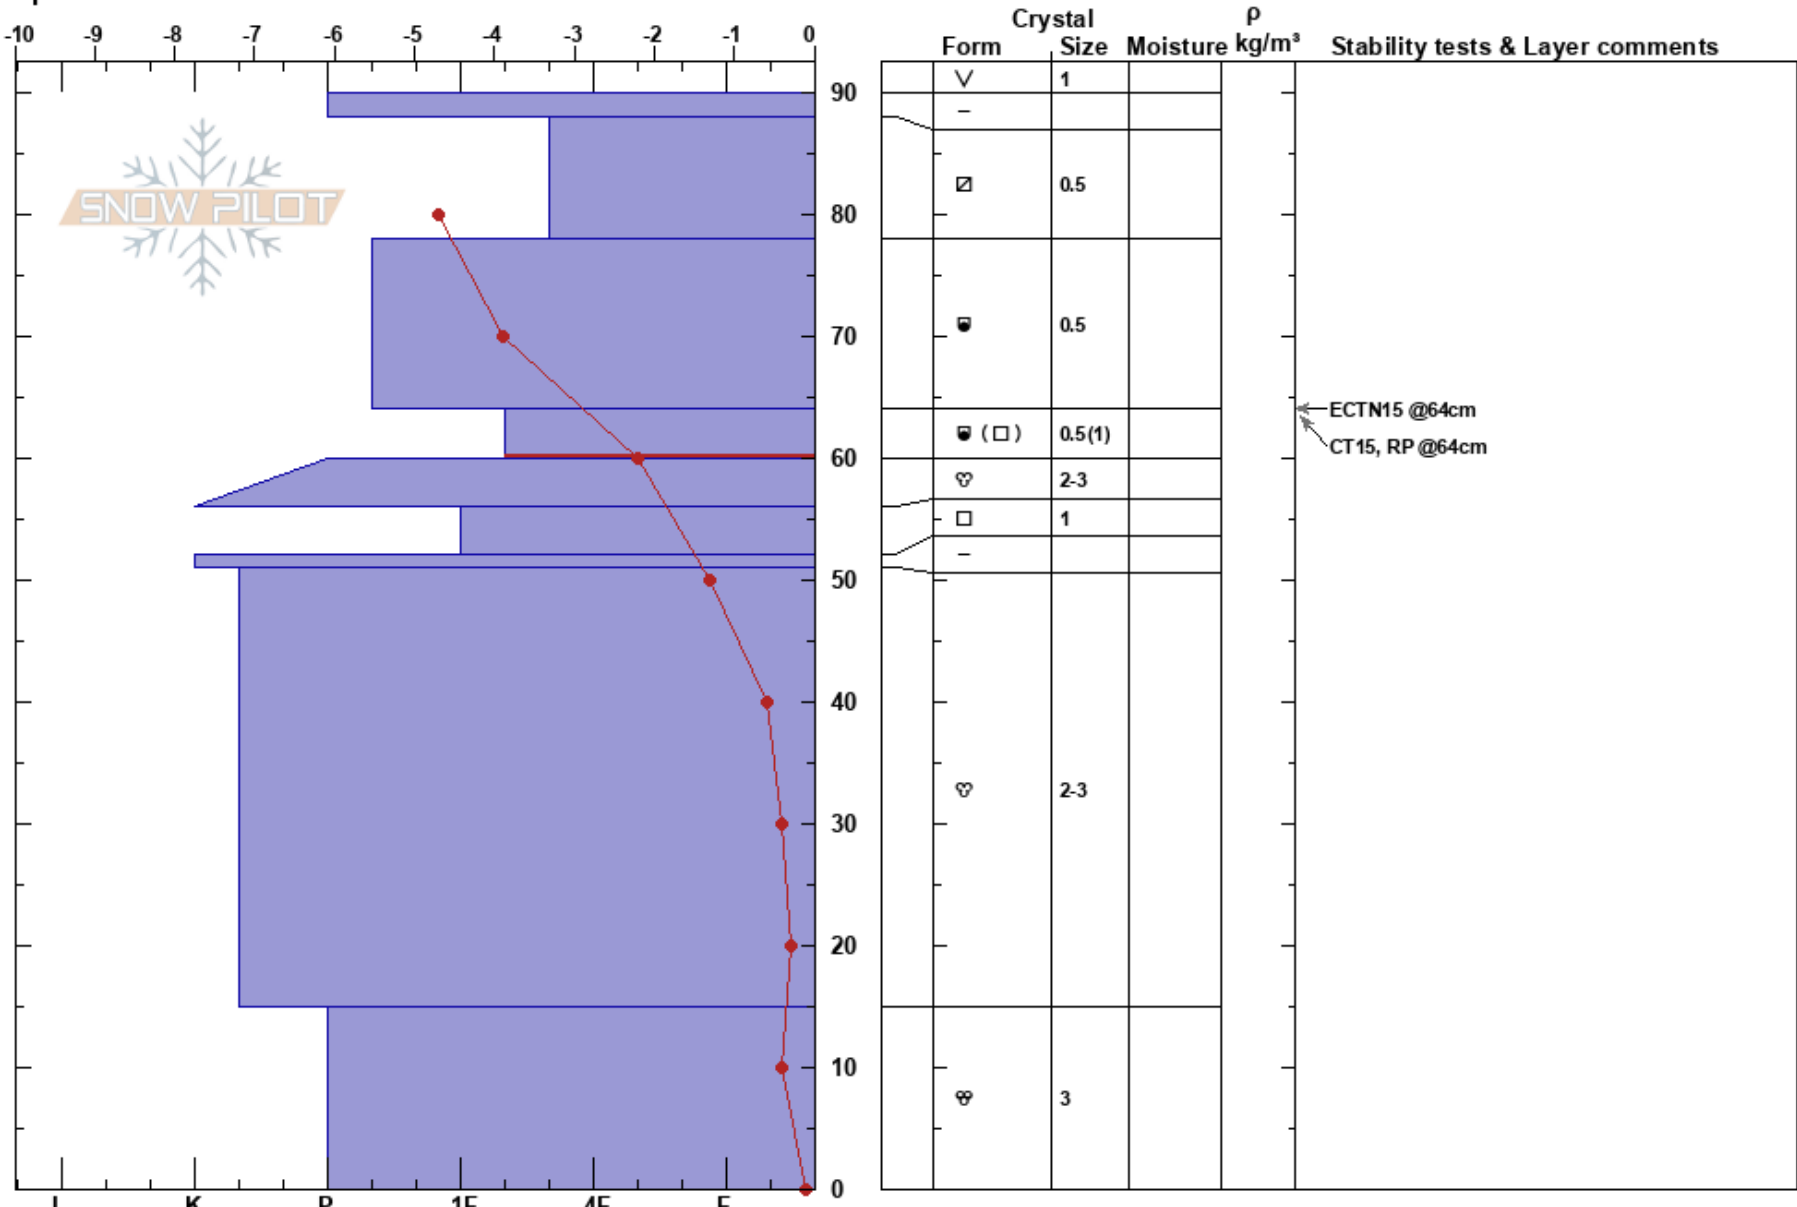 Crystal ρ
-10 -9 -8 -7 -6 -5 -4 -3 -2 -1 0 Form Size Moisture kg/m³ Stability tests & Layer comments
1
90
–
SNOW PILOT
0.5
80
0.5
70
ECTN15 @64cm
( ) 0.5(1)
CT15, RP @64cm
60
2-3
1
–
50
40
2-3
30
20
10
3
0
I K P 1F 4F F